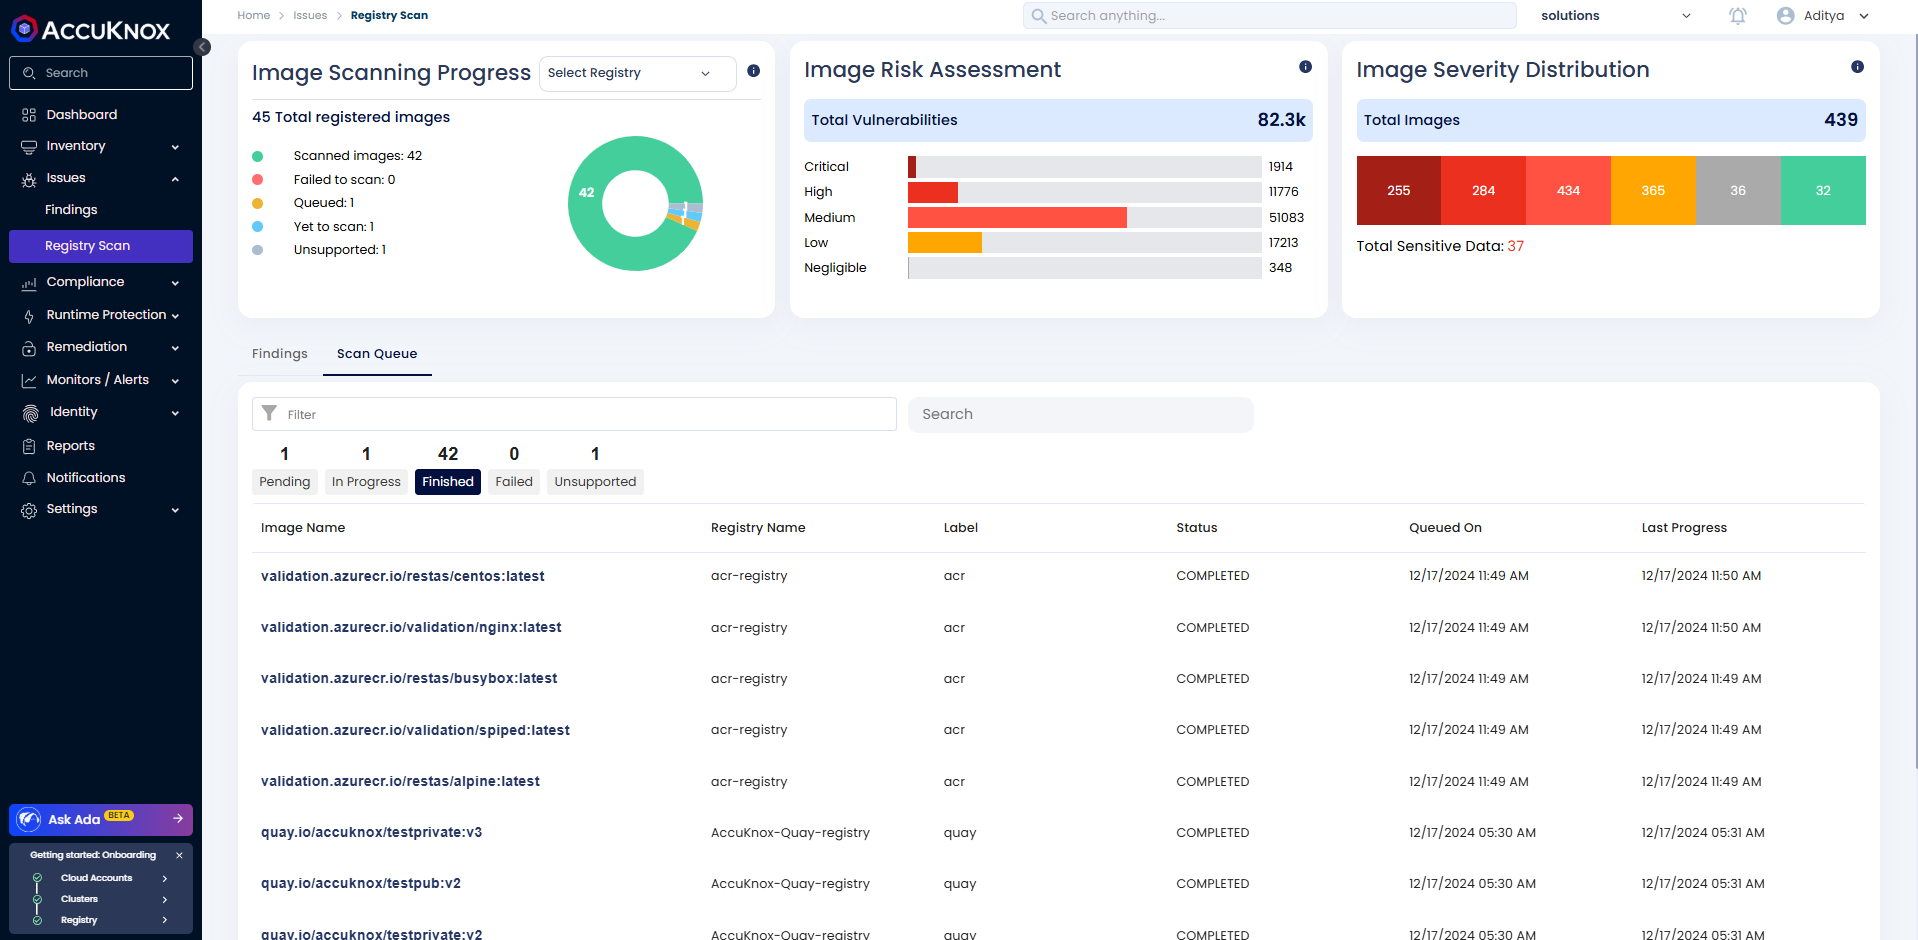 ACCUKNOX
Search
Dashboard
Inventory
Issues
Findings
Registry Scan
Compliance
Runtime Protection
Remediation
Monitors / Alerts
Identity
Reports
Notifications
Settings
Ask Ada BETA
Getting started: Onboarding
Cloud Accounts
Clusters
Registry
Home Issues Registry Scan
Search anything...
solutions
Aditya
Image Scanning Progress
Select Registry
45 Total registered images
Scanned images: 42
Failed to scan: 0
Queued: 1
Yet to scan: 1
Unsupported: 1
42
Image Risk Assessment
Total Vulnerabilities 82.3k
Critical 1914
High 11776
Medium 51083
Low 17213
Negligible 348
Image Severity Distribution
Total Images 439
255 284 434 365 36 32
Total Sensitive Data: 37
Findings Scan Queue
Filter
Search
1 1 42 0 1
Pending In Progress Finished Failed Unsupported
Image Name Registry Name Label Status Queued On Last Progress
validation.azurecr.io/restas/centos:latest acr-registry acr COMPLETED 12/17/2024 11:49 AM 12/17/2024 11:50 AM
validation.azurecr.io/validation/nginx:latest acr-registry acr COMPLETED 12/17/2024 11:49 AM 12/17/2024 11:50 AM
validation.azurecr.io/restas/busybox:latest acr-registry acr COMPLETED 12/17/2024 11:49 AM 12/17/2024 11:49 AM
validation.azurecr.io/validation/spiped:latest acr-registry acr COMPLETED 12/17/2024 11:49 AM 12/17/2024 11:49 AM
validation.azurecr.io/restas/alpine:latest acr-registry acr COMPLETED 12/17/2024 11:49 AM 12/17/2024 11:49 AM
quay.io/accuknox/testprivate:v3 AccuKnox-Quay-registry quay COMPLETED 12/17/2024 05:30 AM 12/17/2024 05:31 AM
quay.io/accuknox/testpub:v2 AccuKnox-Quay-registry quay COMPLETED 12/17/2024 05:30 AM 12/17/2024 05:31 AM
quay.io/accuknox/testprivate:v2 AccuKnox-Quay-registry quay COMPLETED 12/17/2024 05:30 AM 12/17/2024 05:31 AM